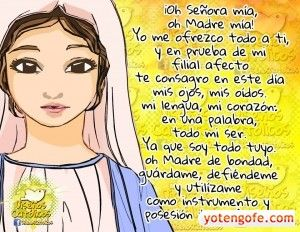 ¡Oh Señora mía,
oh Madre mía!
Yo me ofrezco todo a ti,
y en prueba de mi
filial afecto
te consagro en este día
mis ojos, mis oídos.
mi lengua, mi corazón:
en una palabra,
todo mi ser.
Ya que soy todo tuyo.
oh Madre de bondad,
guárdame, defiéndeme
y utilízame
como instrumento y
posesión
Diseños
Católicos
yotengofe.com